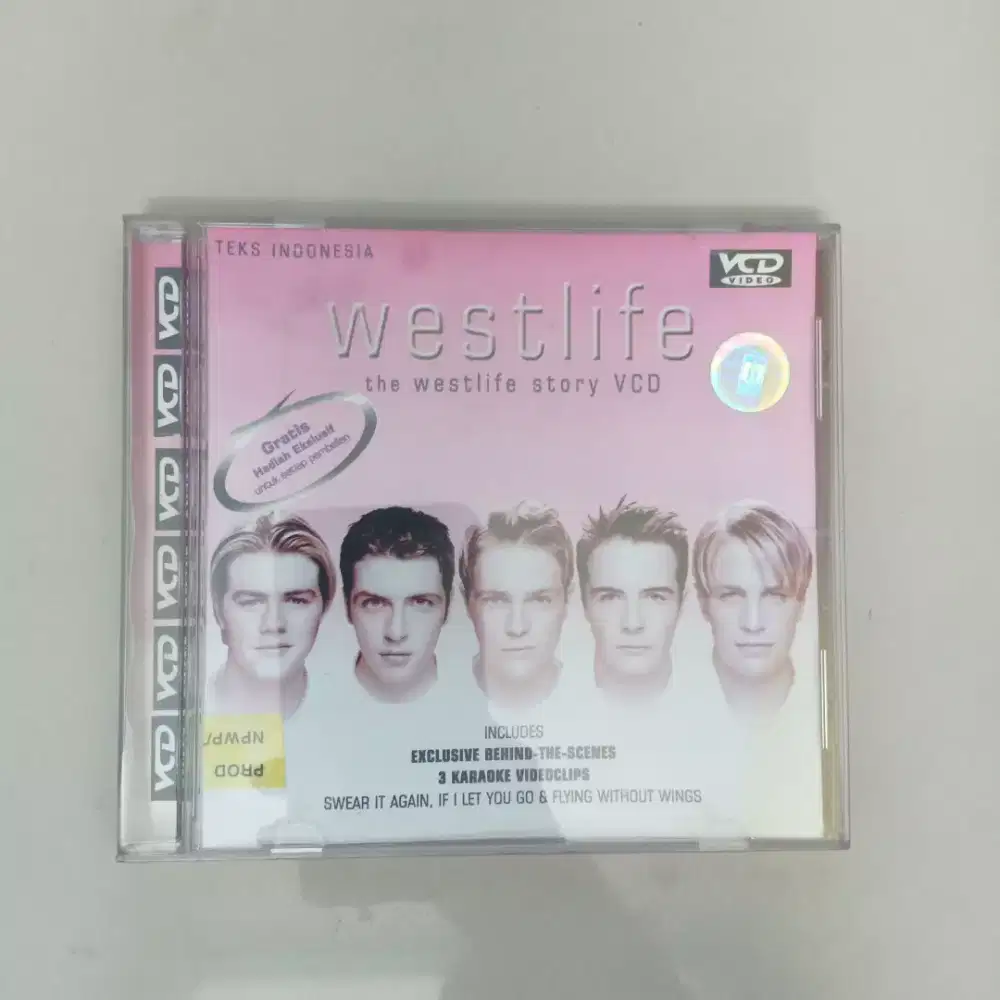 TEKS INDONESIA
VCD
VIDEO
westlife
the westlife story VCD
Gratis
Hadiah Ekslusif
untuk setiap pembelian
VCD VCD VCD VCD VCD VCD
NPWP/
PROD
INCLUDES
EXCLUSIVE BEHIND-THE-SCENES
3 KARAOKE VIDEOCLIPS
SWEAR IT AGAIN, IF I LET YOU GO & FLYING WITHOUT WINGS